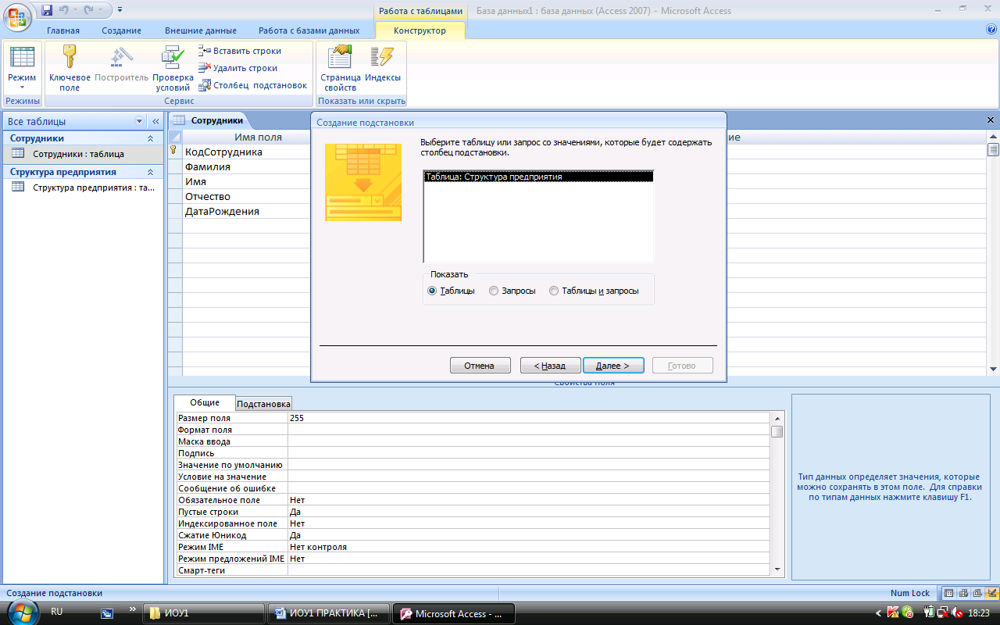 Работа с таблицами
База данных1 : база данных (Access 2007) - Microsoft Access
Главная
Создание
Внешние данные
Работа с базами данных
Конструктор
Режим
Ключевое поле
Построитель
Проверка условий
Вставить строки
Удалить строки
Столбец подстановок
Страница свойств
Индексы
Режимы
Сервис
Показать или скрыть
Все таблицы
Сотрудники
Сотрудники : таблица
Структура предприятия
Структура предприятия : та...
Сотрудники
Имя поля
ие
КодСотрудника
Фамилия
Имя
Отчество
ДатаРождения
Создание подстановки
Выберите таблицу или запрос со значениями, которые будет содержать
столбец подстановки.
Таблица: Структура предприятия
Показать
Таблицы
Запросы
Таблицы и запросы
Отмена
< Назад
Далее >
Готово
Свойства поля
Общие
Подстановка
Размер поля 255
Формат поля
Маска ввода
Подпись
Значение по умолчанию
Условие на значение
Сообщение об ошибке
Обязательное поле Нет
Пустые строки Да
Индексированное поле Нет
Сжатие Юникод Да
Режим IME Нет контроля
Режим предложений IME Нет
Смарт-теги
Тип данных определяет значения, которые
можно сохранять в этом поле. Для справки
по типам данных нажмите клавишу F1.
Создание подстановки
Num Lock
RU
ИОУ1
ИОУ1 ПРАКТИКА [...
Microsoft Access - ...
18:23